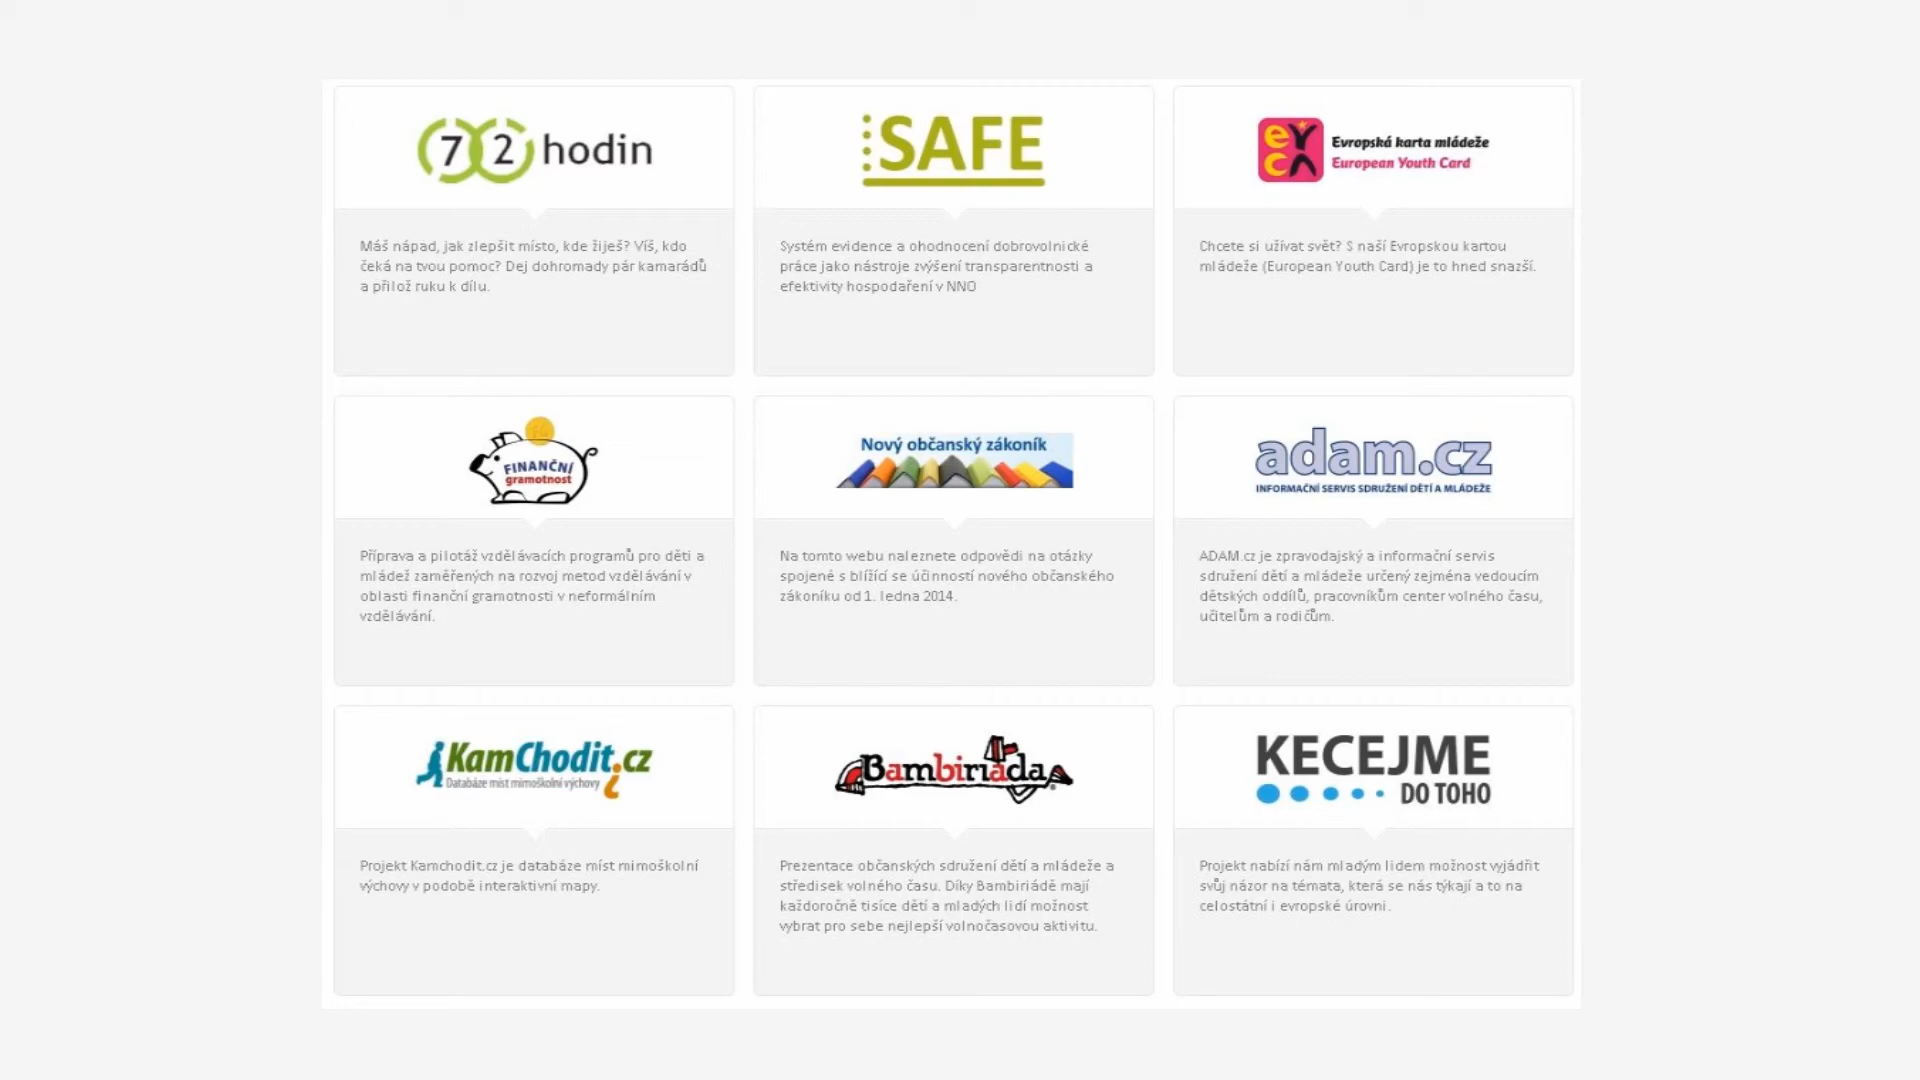 72 hodin
Máš nápad, jak zlepšit místo, kde žiješ? Víš, kdo
čeká na tvou pomoc? Dej dohromady pár kamarádů
a přilož ruku k dílu.
SAFE
Systém evidence a ohodnocení dobrovolnické
práce jako nástroje zvýšení transparentnosti a
efektivity hospodaření v NNO
eyca
Evropská karta mládeže
European Youth Card
Chcete si užívat svět? S naší Evropskou kartou
mládeže (European Youth Card) je to hned snazší.
FINANČNÍ
gramotnost
Příprava a pilotáž vzdělávacích programů pro děti a
mládež zaměřených na rozvoj metod vzdělávání v
oblasti finanční gramotnosti v neformálním
vzdělávání.
Nový občanský zákoník
Na tomto webu naleznete odpovědi na otázky
spojené s blížící se účinností nového občanského
zákoníku od 1. ledna 2014.
adam.cz
INFORMAČNÍ SERVIS SDRUŽENÍ DĚTÍ A MLÁDEŽE
ADAM.cz je zpravodajský a informační servis
sdružení dětí a mládeže určený zejména vedoucím
dětských oddílů, pracovníkům center volného času,
učitelům a rodičům.
KamChodit.cz
Databáze míst mimoškolní výchovy
Projekt Kamchodit.cz je databáze míst mimoškolní
výchovy v podobě interaktivní mapy.
Bambiriáda
Prezentace občanských sdružení dětí a mládeže a
středisek volného času. Díky Bambiriádě mají
každoročně tisíce dětí a mladých lidí možnost
vybrat pro sebe nejlepší volnočasovou aktivitu.
KECEJME
DO TOHO
Projekt nabízí nám mladým lidem možnost vyjádřit
svůj názor na témata, která se nás týkají a to na
celostátní i evropské úrovni.